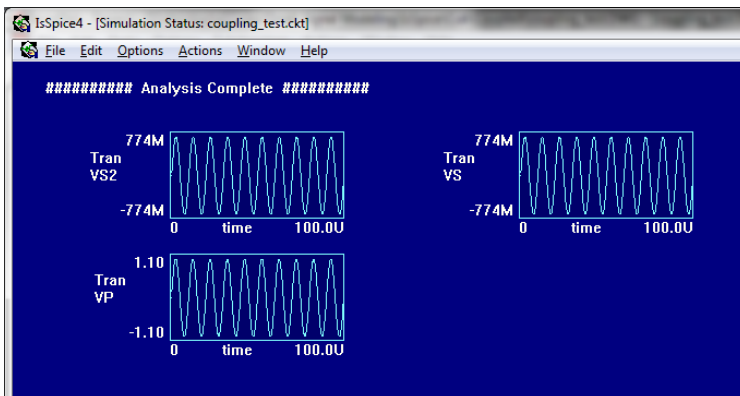 IsSpice4 - [Simulation Status: coupling_test.ckt]
File Edit Options Actions Window Help
########## Analysis Complete ##########
774M
Tran
VS2
-774M
0 time 100.0U
774M
Tran
VS
-774M
0 time 100.0U
1.10
Tran
VP
-1.10
0 time 100.0U